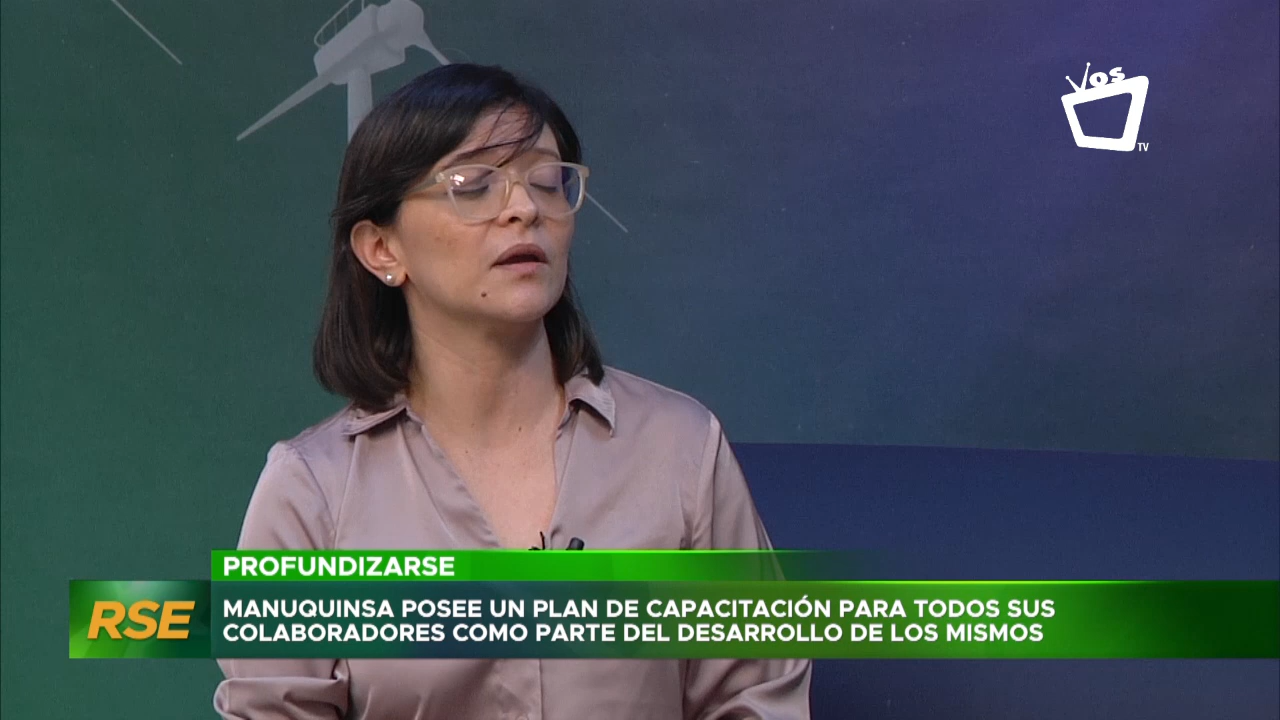 VOS
TV
PROFUNDIZARSE
RSE
MANUQUINSA POSEE UN PLAN DE CAPACITACIÓN PARA TODOS SUS
COLABORADORES COMO PARTE DEL DESARROLLO DE LOS MISMOS